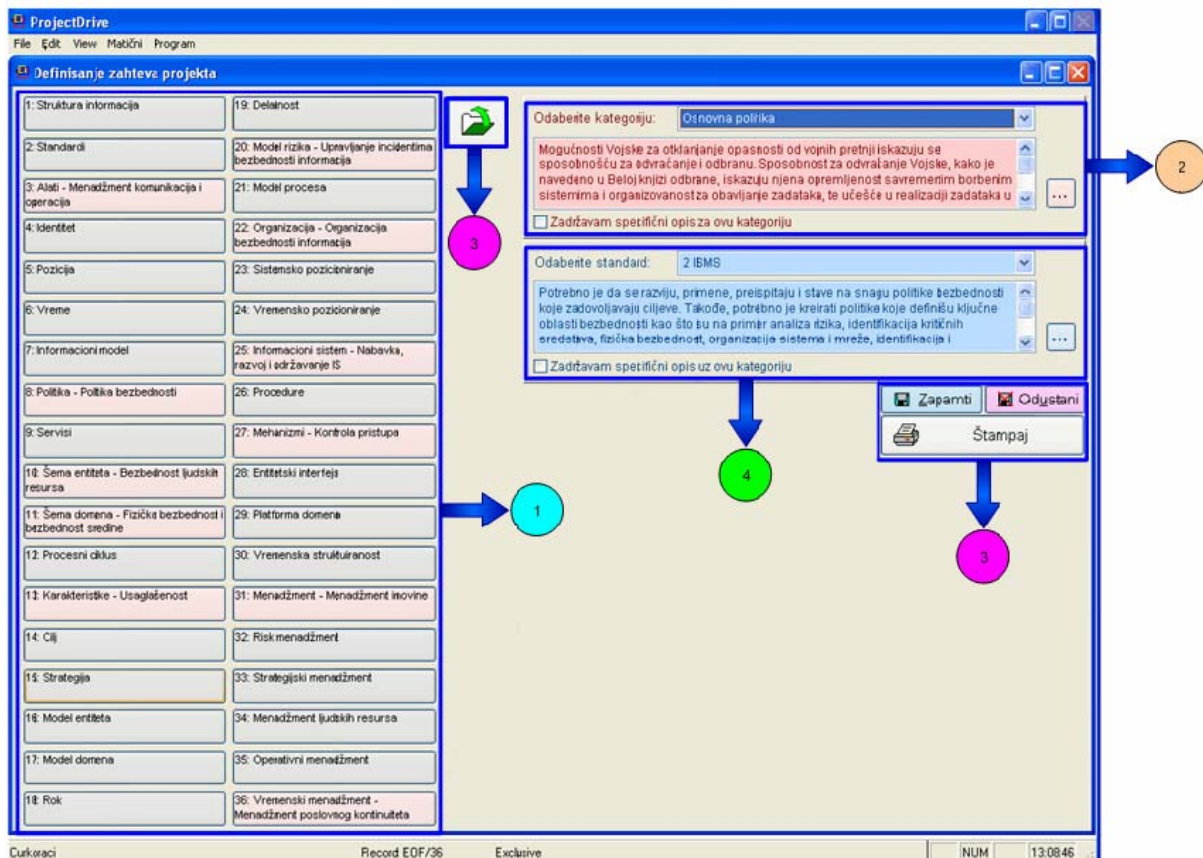 ProjectDrive
File Edit View Matični Program
Definisanje zahteva projekta
1: Struktura informacija
2: Standardi
3: Alati - Menadžment komunikacija i
operacija
4: Identitet
5: Pozicija
6: Vreme
7: Informacioni model
8: Politika - Poltika bezbednosti
9: Servisi
10: Šema entiteta - Bezbednost ljudskih
resursa
11: Šema domena - Fizička bezbednost i
bezbednost sredine
12: Procesni ciklus
13: Karakteristike - Usaglašenost
14: Cilj
15: Strategija
16: Model entiteta
17: Model domena
18: Rok
19: Delatnost
20: Model rizika - Upravljanje incidentima
bezbednosti informacija
21: Model procesa
22: Organizacija - Organizacija
bezbednosti informacija
23: Sistemsko pozicioniranje
24: Vremensko pozicioniranje
25: Informacioni sistem - Nabavka,
razvoj i održavanje IS
26: Procedure
27: Mehanizmi - Kontrola pristupa
28: Entitetski interfejs
29: Platforma domena
30: Vremenska struktuiranost
31: Menadžment - Menadžment imovine
32: Risk menadžment
33: Strategijski menadžment
34: Menadžment ljudskih resursa
35: Operativni menadžment
36: Vremenski menadžment -
Menadžment poslovnog kontinuiteta
3
1
Odaberite kategoriju: Osnovna politika
Mogućnosti Vojske za otklanjanje opasnosti od vojnih pretnji iskazuju se
sposobnošću za odvraćanje i odbranu. Sposobnost za odvraćanje Vojske, kako je
navedeno u Beloj knjizi odbrane, iskazuju njena opremljenost savremenim borbenim
sistemima i organizovanost za obavljanje zadataka, te učešće u realizadji zadataka u
...
Zadržavam specifični opis za ovu kategoriju
2
Odaberite standard: 2 IBMS
Potrebno je da se razviju, primene, preispitaju i stave na snagu politike bezbednosti
koje zadovoljavaju ciljeve. Takođe, potrebno je kreirati politike koje definišu ključne
oblasti bezbednosti kao što su na primer analiza rizika, identifikacija kritičnih
sredstava, fizička bezbednost, organizacija sistema i mreže, identifikacija i
...
Zadržavam specifični opis uz ovu kategoriju
4
Zapamti Odustani
Štampaj
3
Curkoraci Record EOF/36 Exclusive NUM 13:08:46